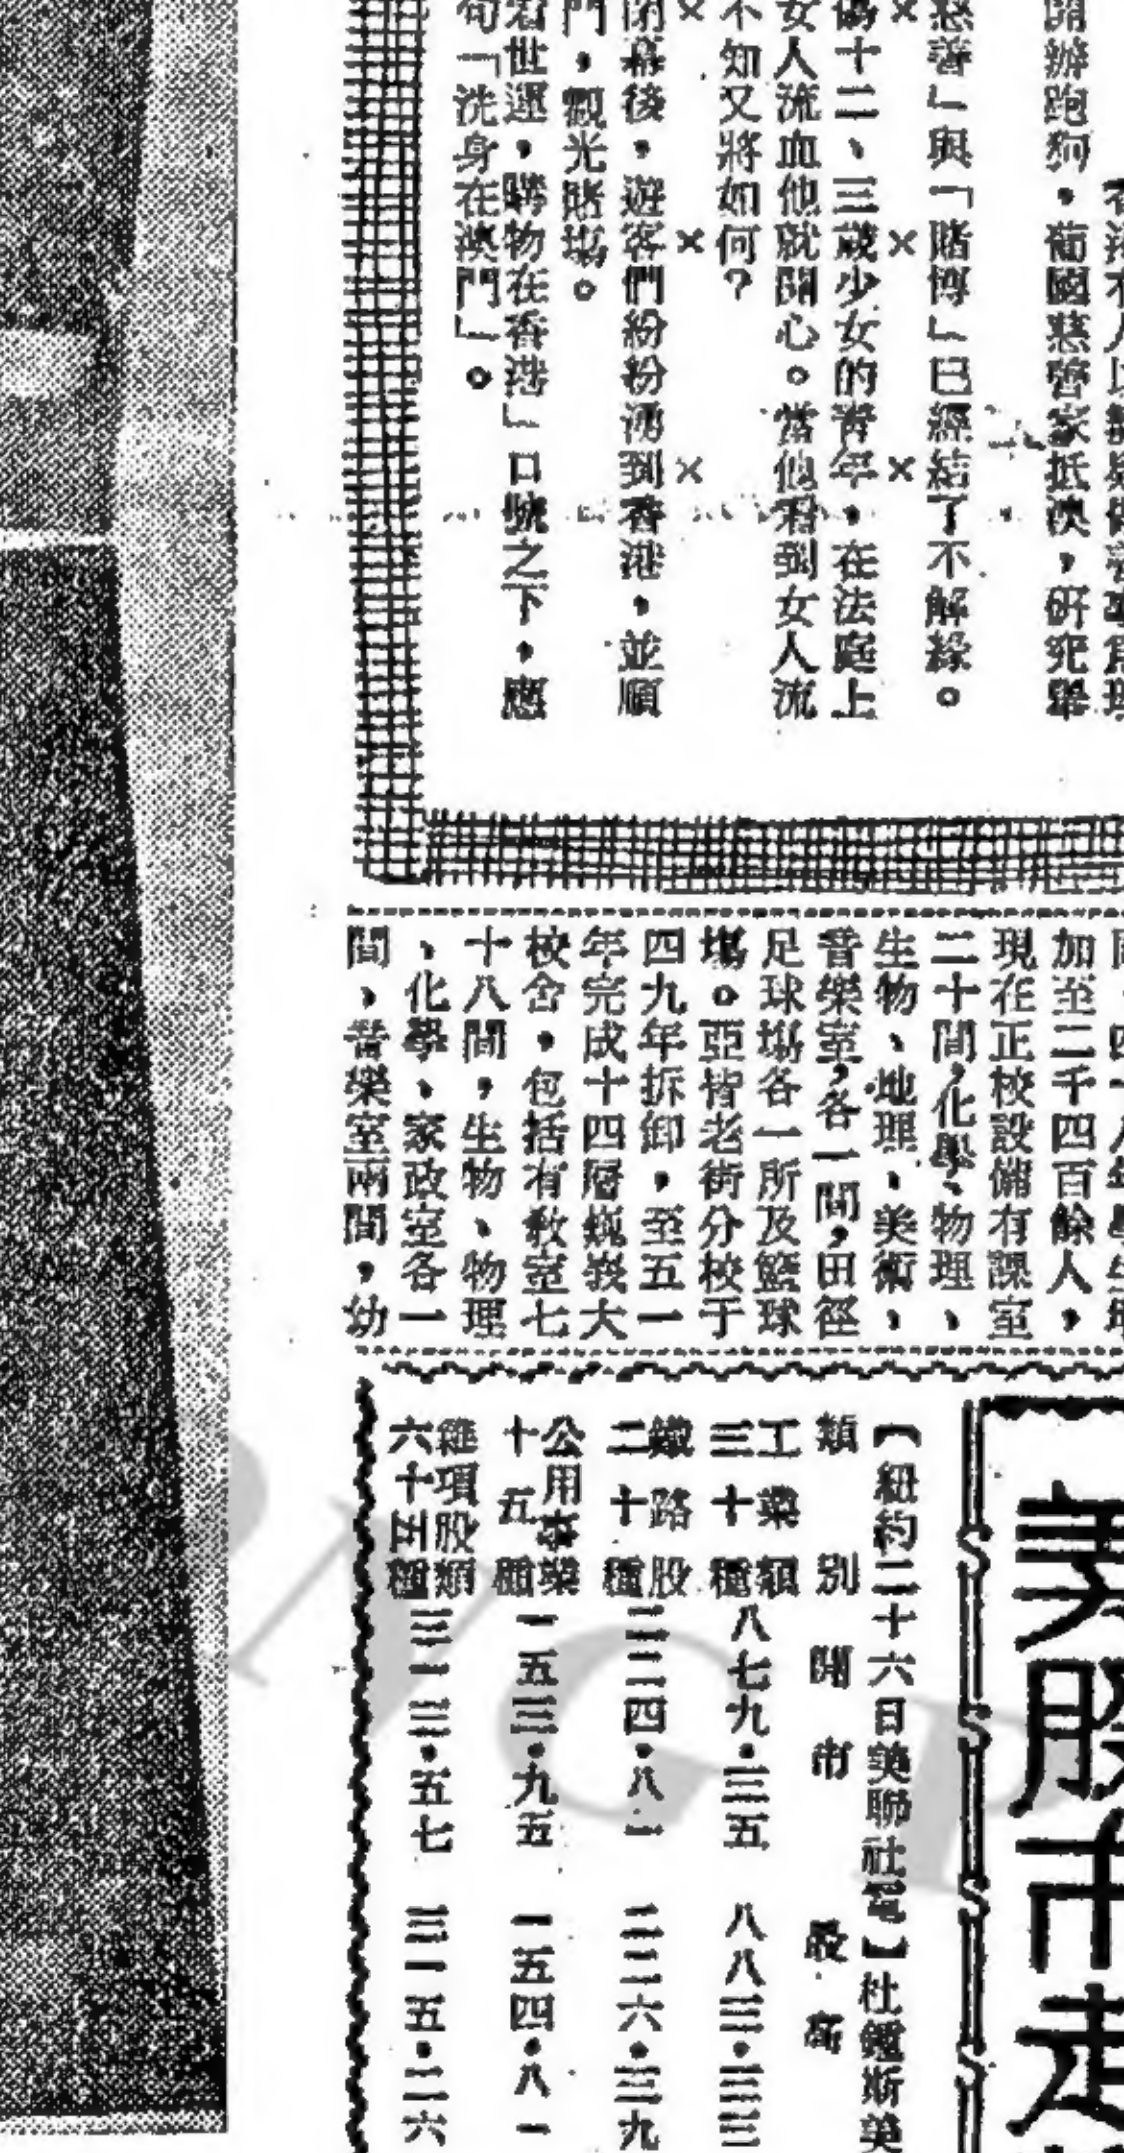 開辦跑狗，葡國慈善家抵澳，研究舉
慈善」與「賭博」已經結了不解緣。
× × ×
十二、三歲少女的青年，在法庭上
女人流血他就關心。當他看到女人流
不知又將如何？
× × ×
閉幕後，遊客們紛紛湧到香港，並順
門，觀光賭場。
看世運，購物在香港」口號之下，應
句「洗身在澳門」。
加至二千四百餘人，
現在正校設備有課室
二十間，化學、物理、
生物、地理、美術、
音樂室，各一間，田徑
足球場各一所及籃球
場。亞皆老街分校于
四九年拆卸，至五一
年完成十四層巍峩大
校舍，包括有教室七
十八間，生物、物理
、化學、家政室各一
間、音樂室兩間，幼
美股市走
【紐約二十六日美聯社電】杜瓊斯美
類別 開市 最高
工業類三十種 八七九・三五 八八三・三三
鐵路股二十種 二二四・八一 二二六・三九
公用事業十五種 一五三・九五 一五四・八一
雜項股類六十五種 三一三・五七 三一五・二六